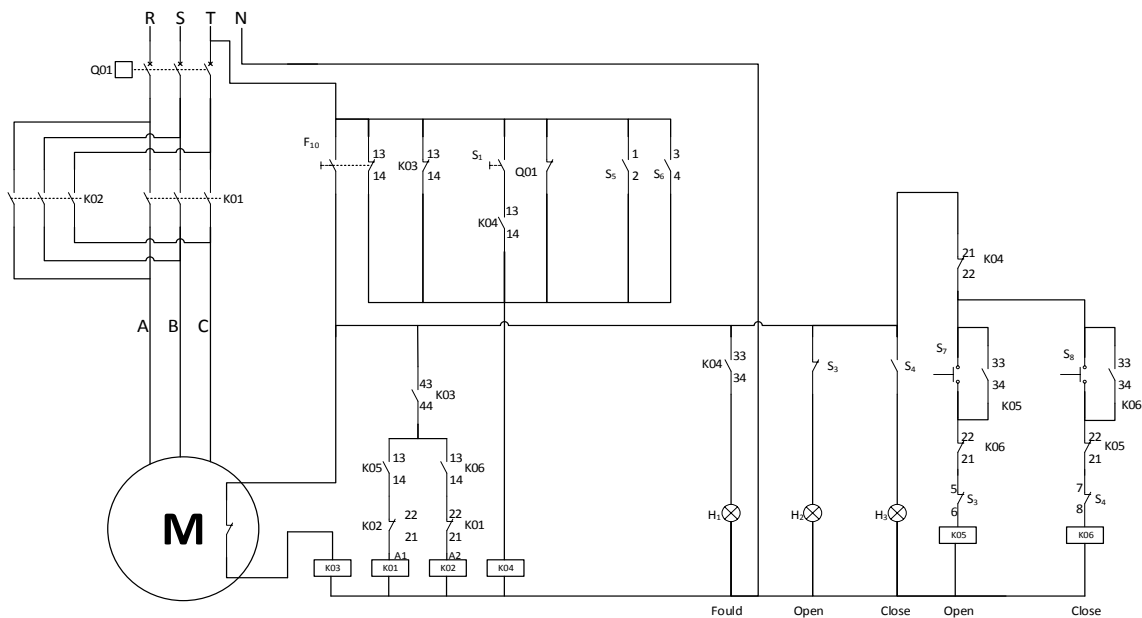 R S T N
Q01
F₁₀
13
14
K03
13
14
S₁
Q01
K04
13
14
S₅
1
2
S₆
3
4
K02
K01
21
22
K04
A B C
K04
33
34
S₃
S₄
S₇
33
34
K05
S₈
33
34
K06
43
44
K03
K05
13
14
13
14
K06
22
21
K06
22
21
K05
K02
22
21
22
21
K01
5
6
S₃
7
8
S₄
M
H₁
H₂
H₃
A1
A2
K03
K01
K02
K04
K05
K06
Fould Open Close Open Close